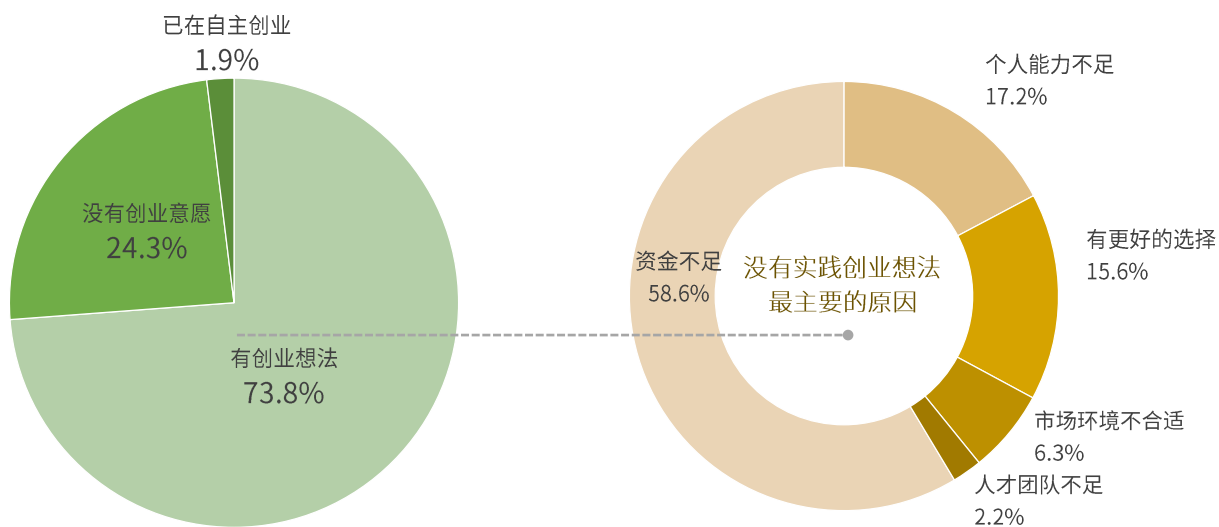 已在自主创业
1.9%
没有创业意愿
24.3%
有创业想法
73.8%
个人能力不足
17.2%
有更好的选择
15.6%
资金不足
58.6%
没有实践创业想法
最主要的原因
市场环境不合适
6.3%
人才团队不足
2.2%